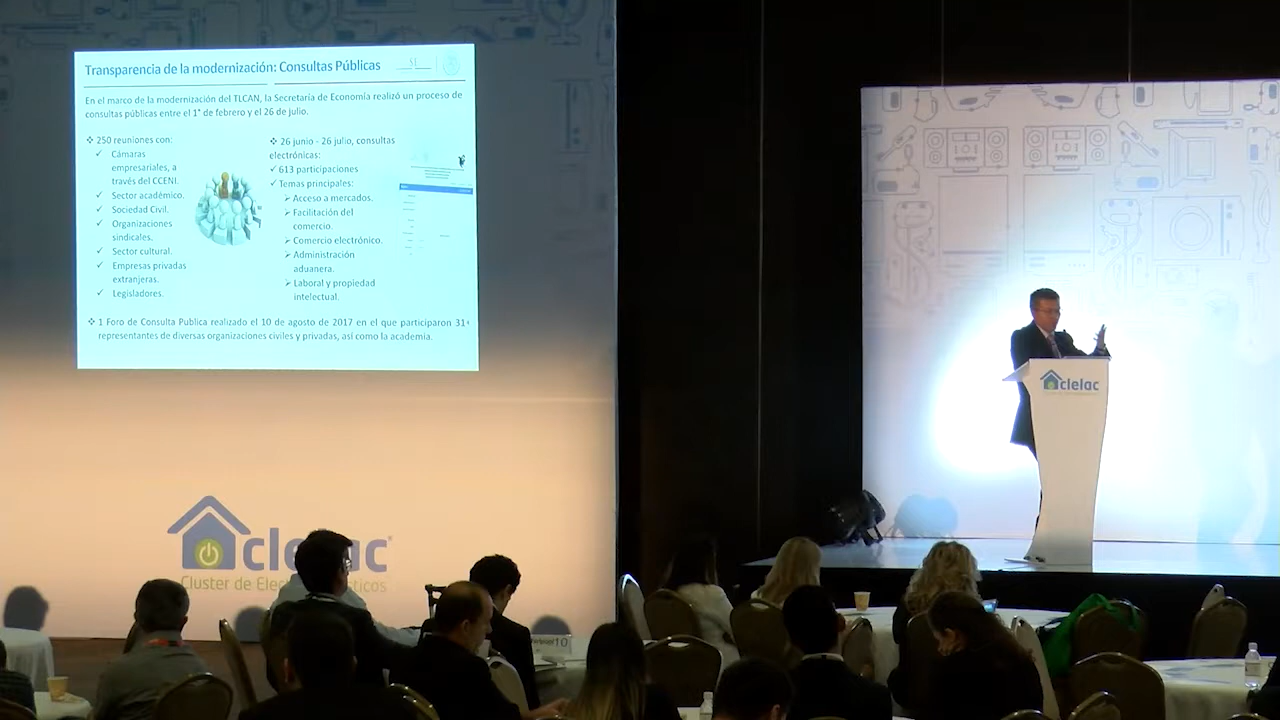 Transparencia de la modernización: Consultas Públicas
En el marco de la modernización del TLCAN, la Secretaría de Economía realizó un proceso de
consultas públicas entre el 1° de febrero y el 26 de julio.
❖ 250 reuniones con:
✓ Cámaras
empresariales, a
través del CCENI.
✓ Sector académico.
✓ Sociedad Civil.
✓ Organizaciones
sindicales.
✓ Sector cultural.
✓ Empresas privadas
extranjeras.
✓ Legisladores.
❖ 26 junio - 26 julio, consultas
electrónicas:
✓ 613 participaciones
✓ Temas principales:
➢ Acceso a mercados.
➢ Facilitación del
comercio.
➢ Comercio electrónico.
➢ Administración
aduanera.
➢ Laboral y propiedad
intelectual.
❖ 1 Foro de Consulta Publica realizado el 10 de agosto de 2017 en el que participaron 31
representantes de diversas organizaciones civiles y privadas, así como la academia.
clelac
clelac
Cluster de